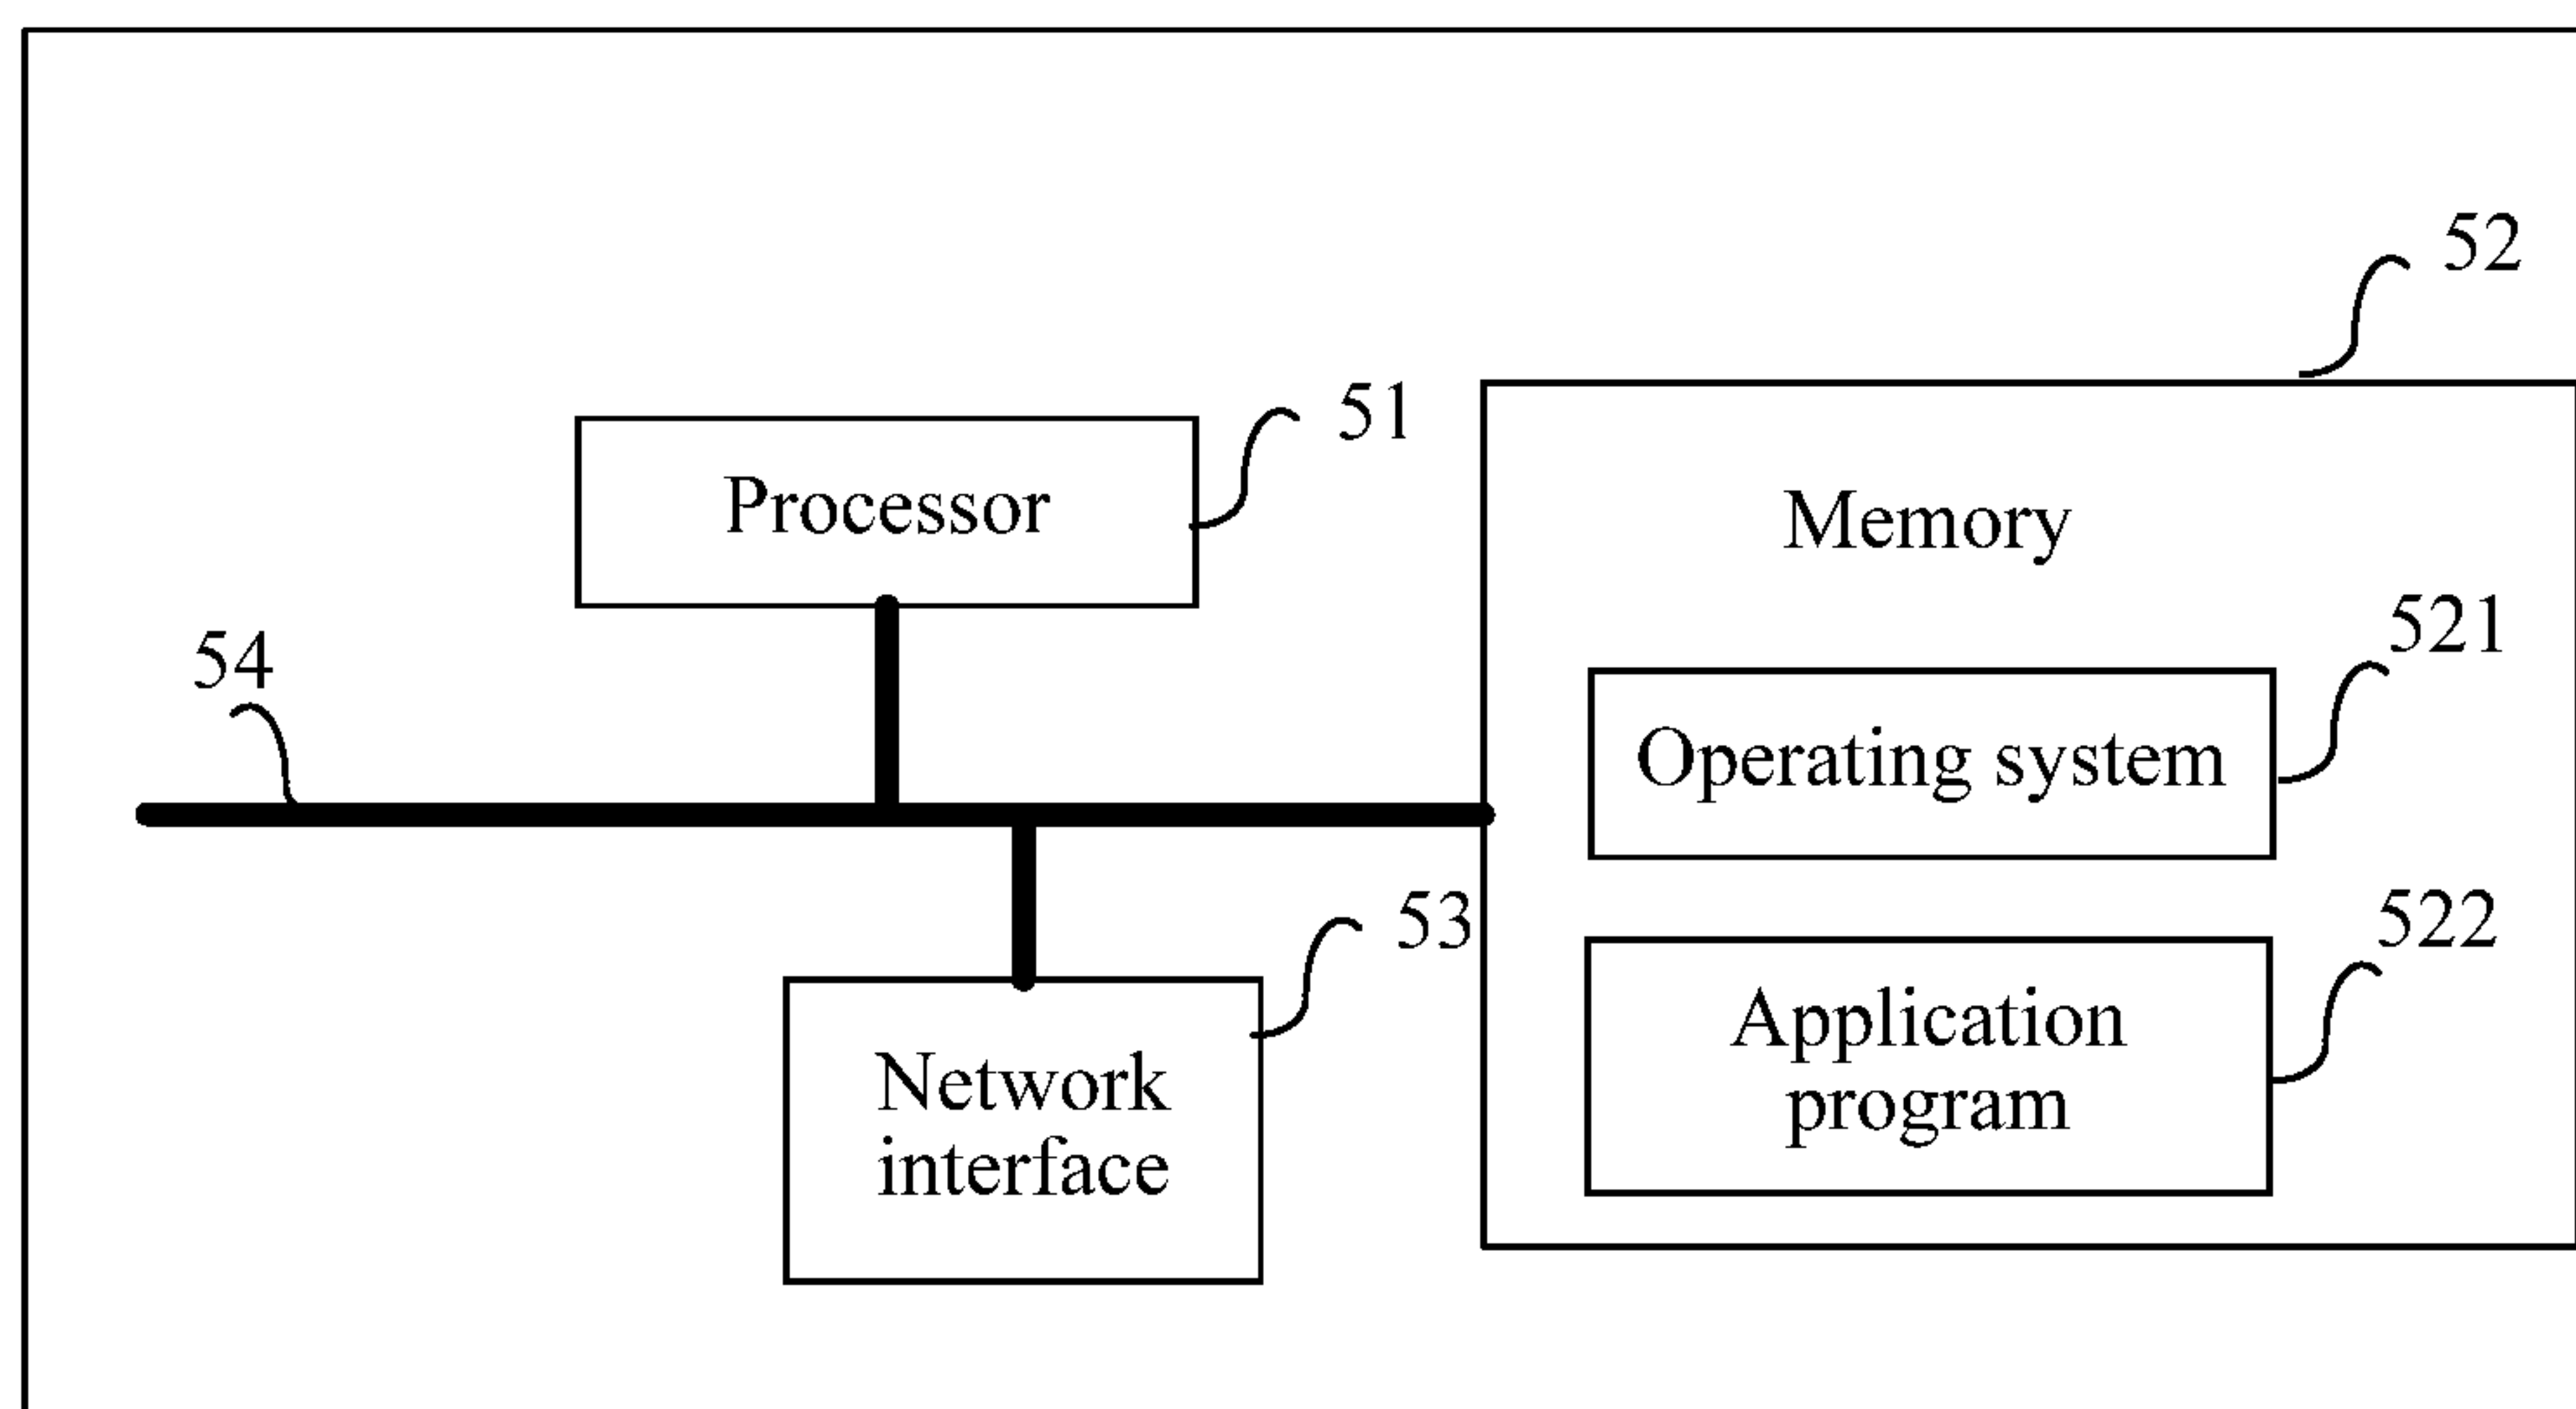 52
51
Processor
Memory
521
54
Operating system
53
522
Application
program
Network
interface